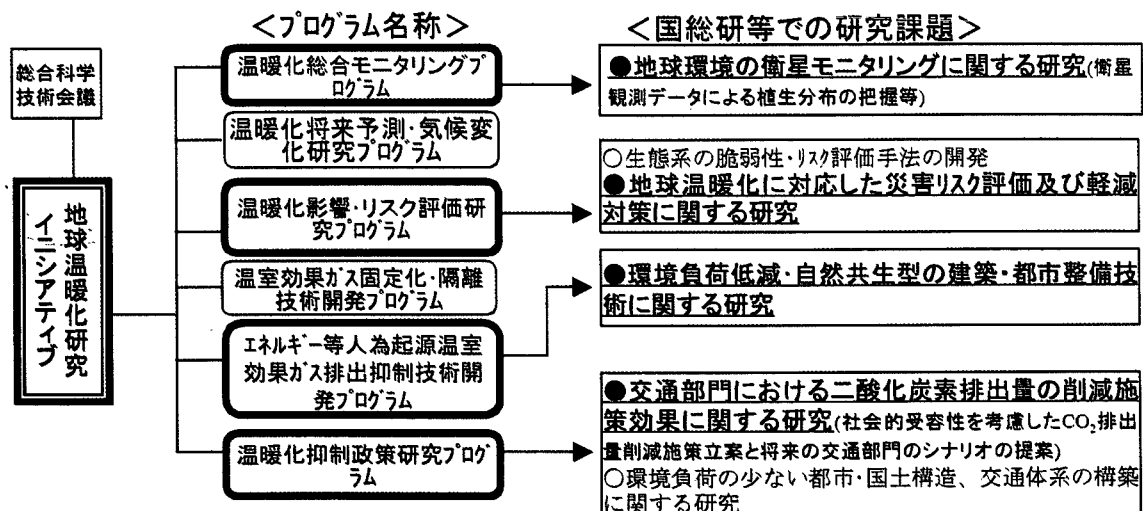 ＜プログラム名称＞
＜国総研等での研究課題＞
総合科学
技術会議
地球温暖化研究
イニシアティブ
温暖化総合モニタリングプ
ログラム
温暖化将来予測･気候変
化研究プログラム
温暖化影響･リスク評価研
究プログラム
温室効果ガス固定化･隔離
技術開発プログラム
エネルギー等人為起源温室
効果ガス排出抑制技術開
発プログラム
温暖化抑制政策研究プログ
ラム
●地球環境の衛星モニタリングに関する研究(衛星
観測データによる植生分布の把握等)
○生態系の脆弱性･リスク評価手法の開発
●地球温暖化に対応した災害リスク評価及び軽減
対策に関する研究
●環境負荷低減･自然共生型の建築･都市整備技
術に関する研究
●交通部門における二酸化炭素排出量の削減施
策効果に関する研究(社会的受容性を考慮したCO₂排出
量削減施策立案と将来の交通部門のシナリオの提案)
○環境負荷の少ない都市･国土構造、交通体系の構築
に関する研究